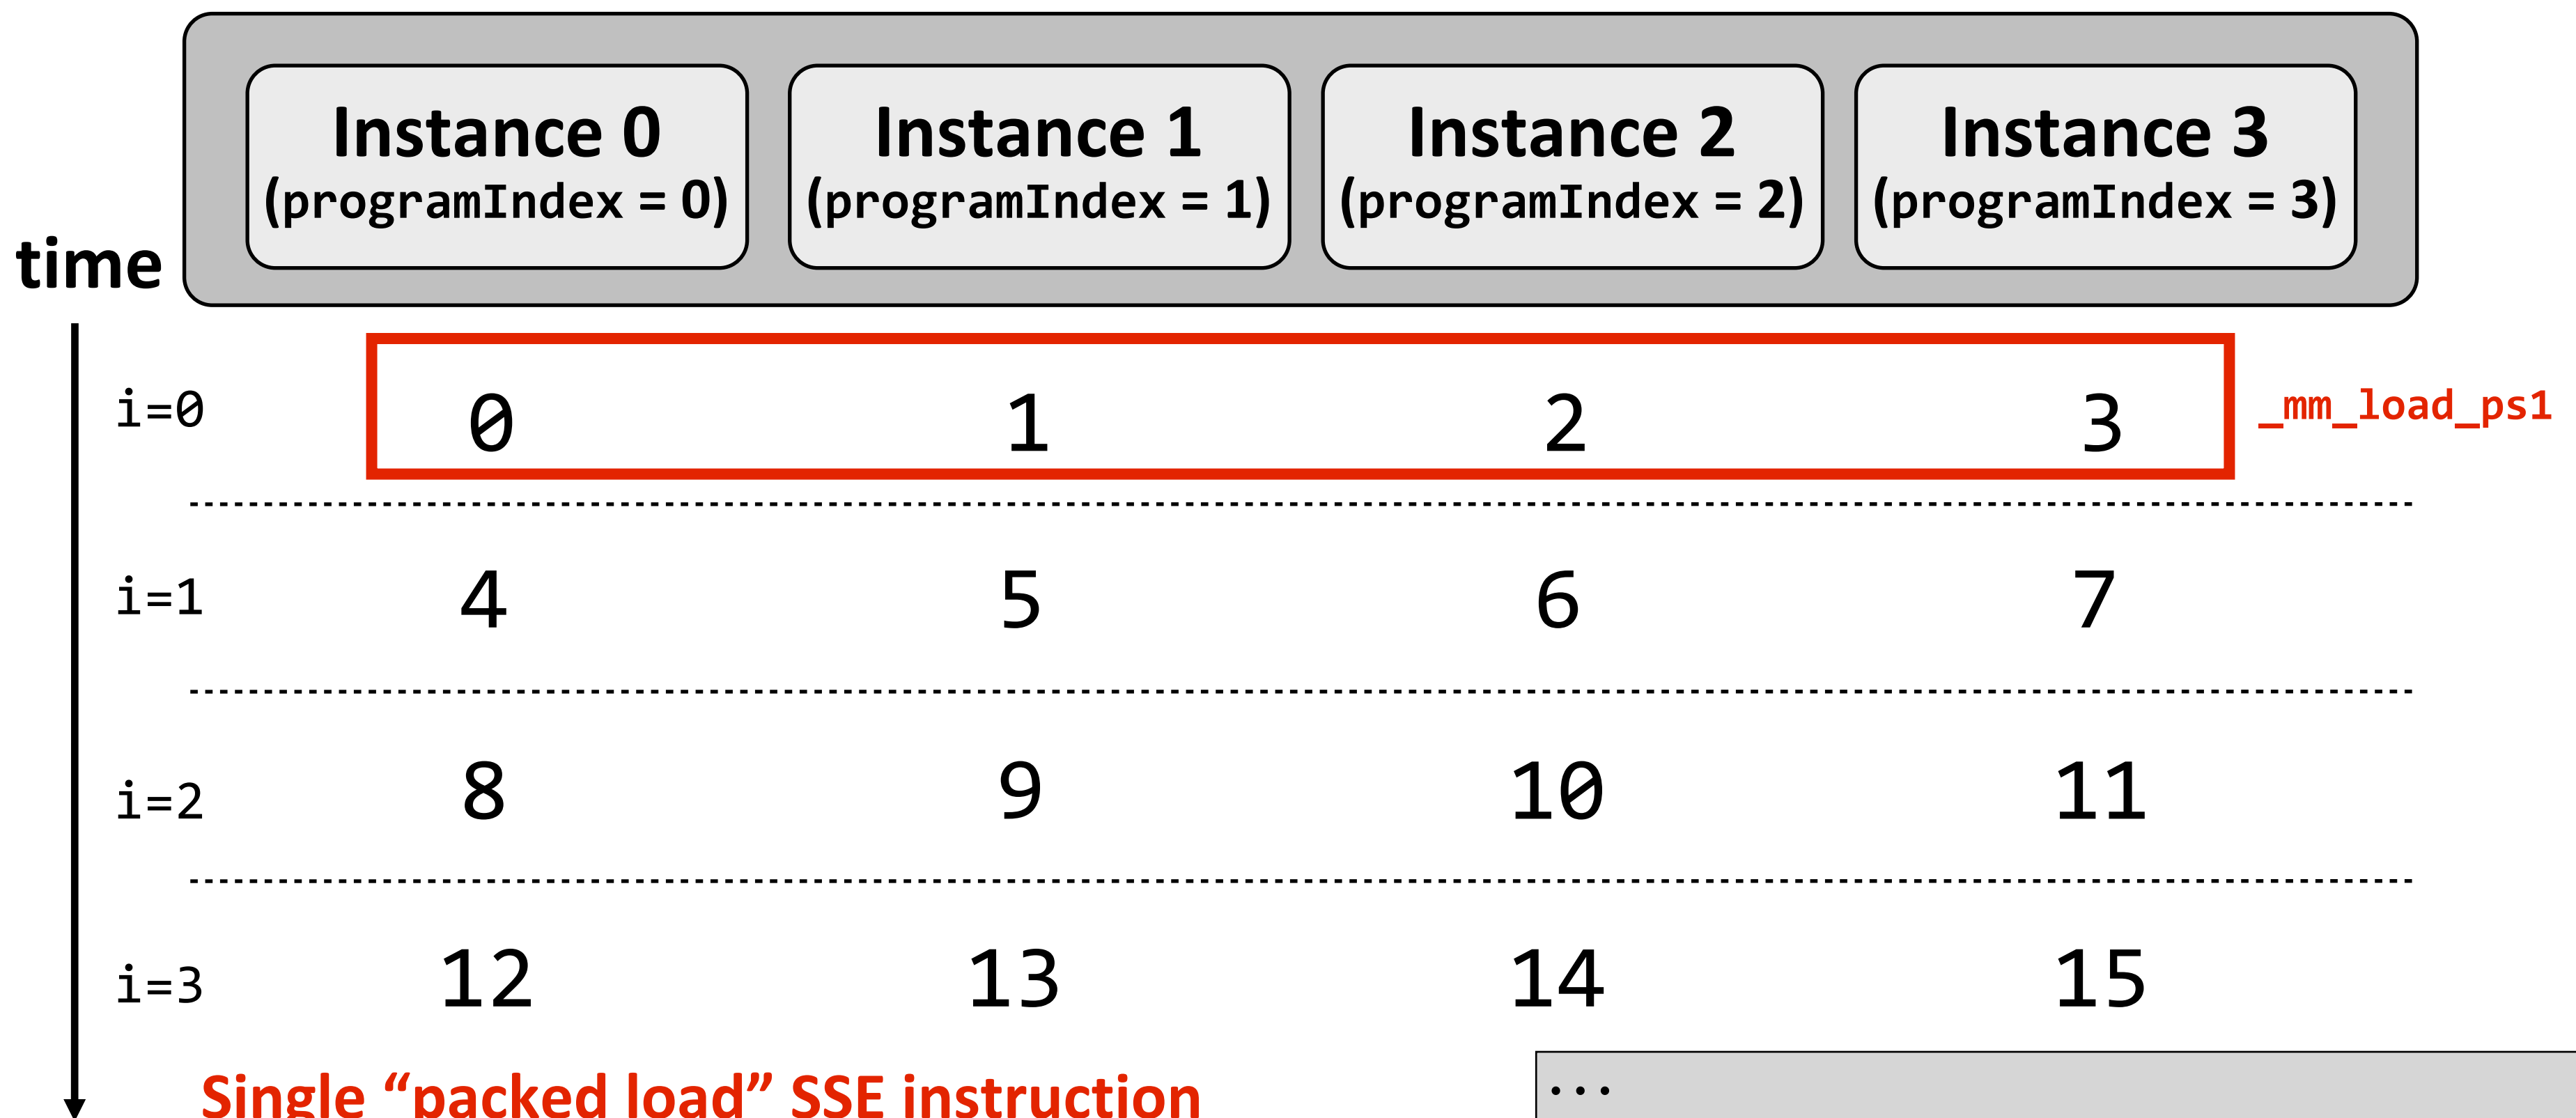 Instance 0 Instance 1 Instance 2 Instance 3
(programIndex = 0) (programIndex = 1) (programIndex = 2) (programIndex = 3)
time
i=0 0 1 2 3 _mm_load_ps1
i=1 4 5 6 7
i=2 8 9 10 11
i=3 12 13 14 15
Single “packed load” SSE instruction
...